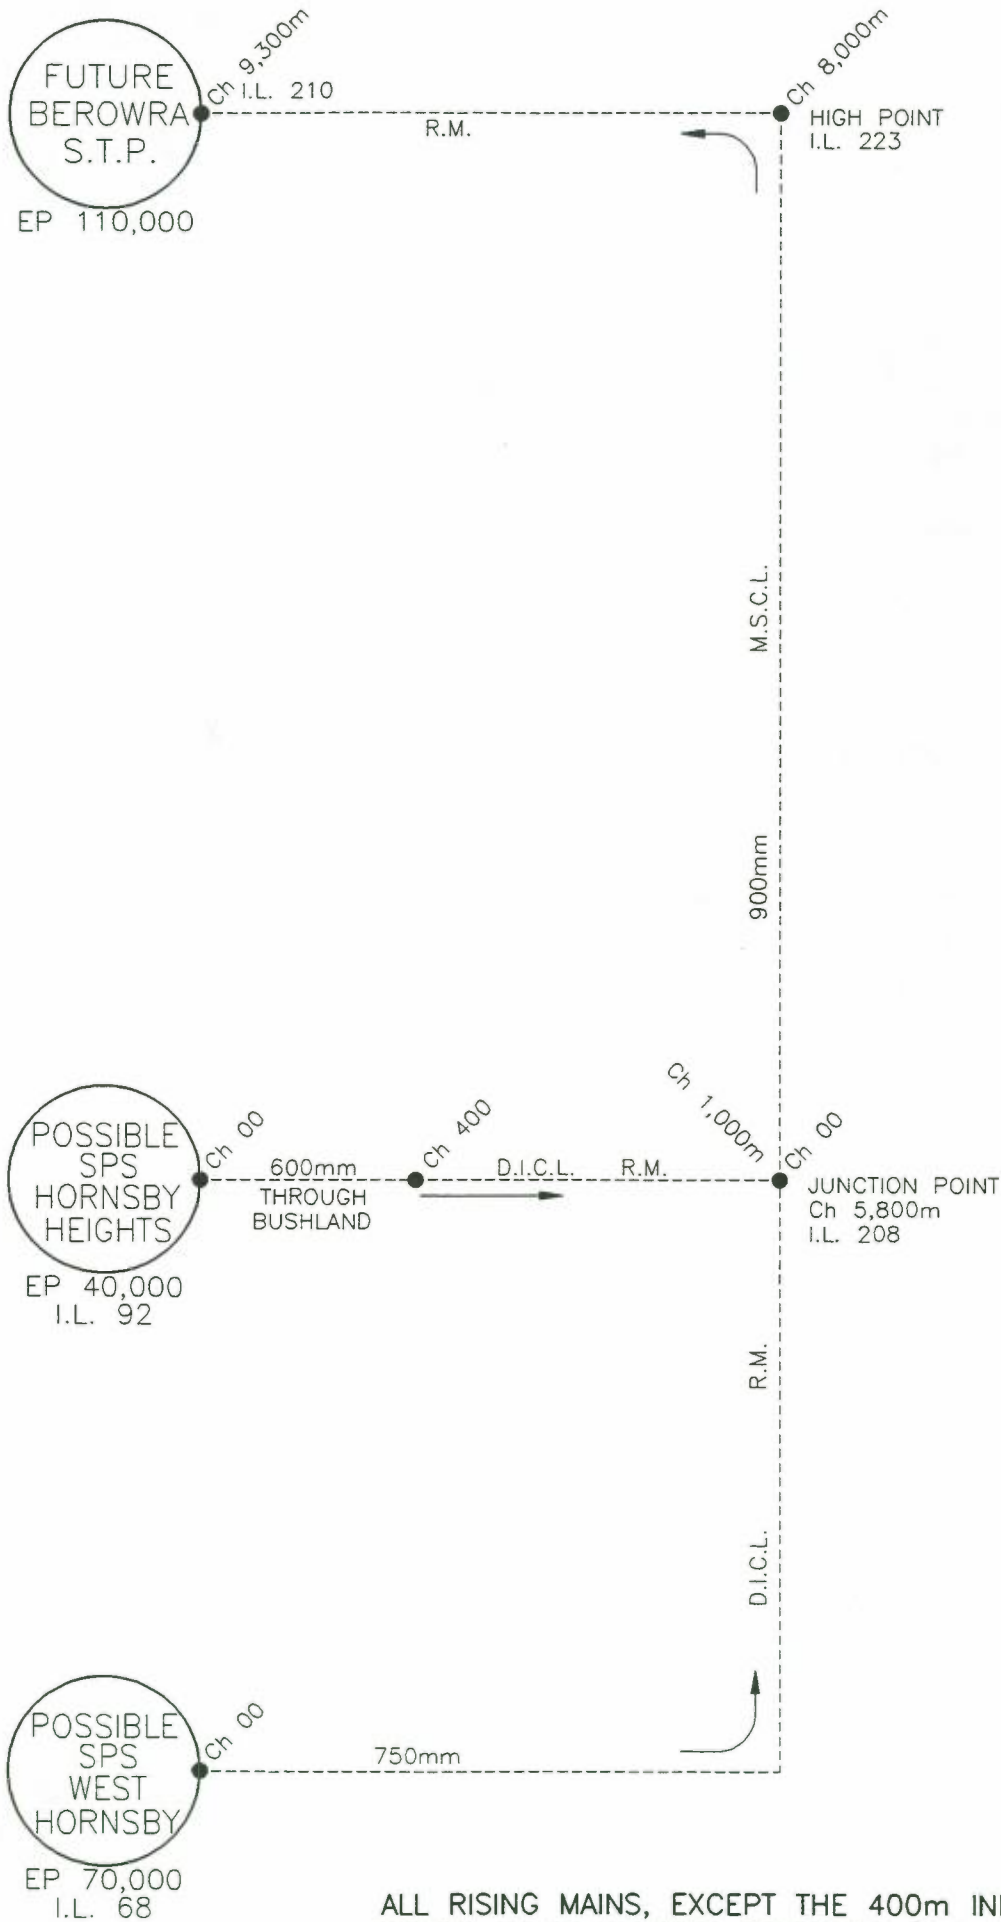 FUTURE
BEROWRA
S.T.P.
EP 110,000
Ch 9,300m
I.L. 210
R.M.
Ch 8,000m
HIGH POINT
I.L. 223
M.S.C.L.
900mm
POSSIBLE
SPS
HORNSBY
HEIGHTS
EP 40,000
I.L. 92
Ch 00
600mm
THROUGH
BUSHLAND
Ch 400
D.I.C.L. R.M.
Ch 1,000m
Ch 00
JUNCTION POINT
Ch 5,800m
I.L. 208
R.M.
D.I.C.L.
POSSIBLE
SPS
WEST
HORNSBY
EP 70,000
I.L. 68
Ch 00
750mm
ALL RISING MAINS, EXCEPT THE 400m